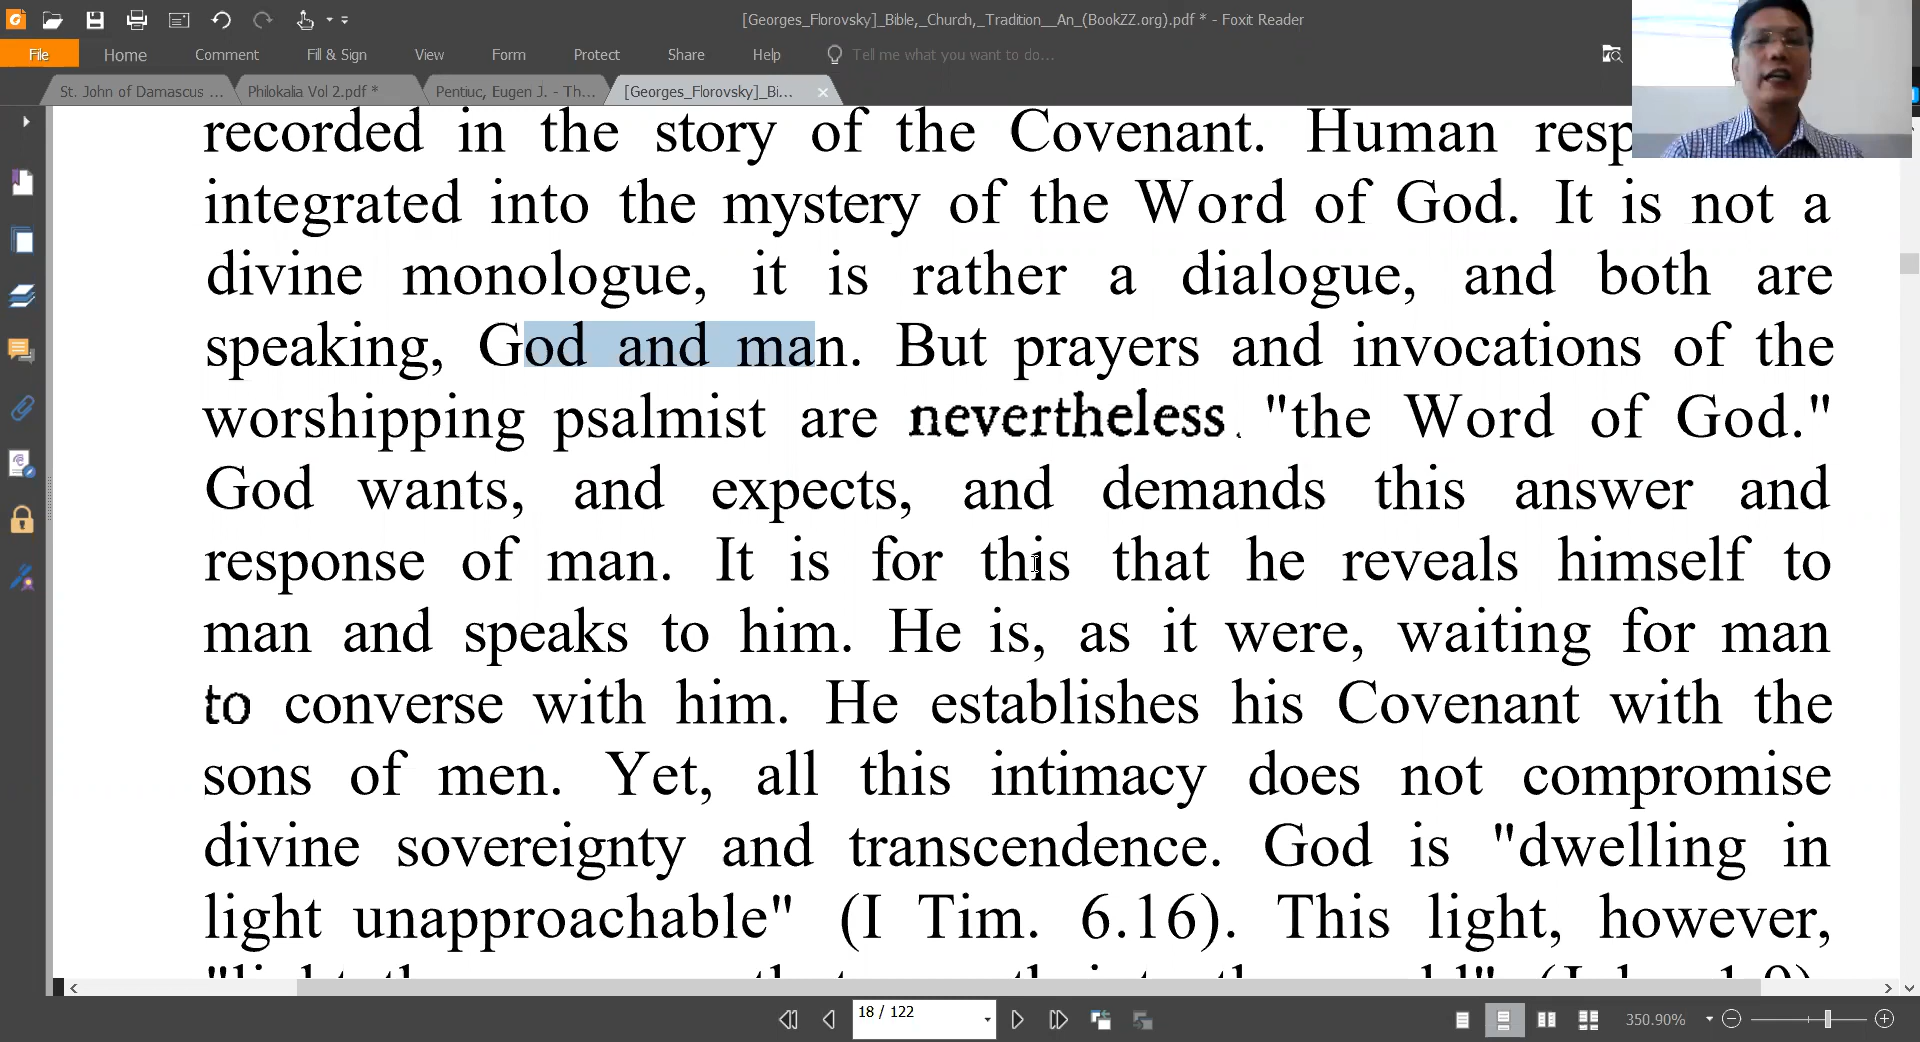 [Georges_Florovsky]_Bible,_Church,_Tradition__An_(BookZZ.org).pdf * - Foxit Reader
File Home Comment Fill & Sign View Form Protect Share Help Tell me what you want to do...
St. John of Damascus ... Philokalia Vol 2.pdf * Pentiuc, Eugen J. - Th... [Georges_Florovsky]_Bi...
recorded in the story of the Covenant. Human resp
integrated into the mystery of the Word of God. It is not a
divine monologue, it is rather a dialogue, and both are
speaking, God and man. But prayers and invocations of the
worshipping psalmist are nevertheless. "the Word of God."
God wants, and expects, and demands this answer and
response of man. It is for this that he reveals himself to
man and speaks to him. He is, as it were, waiting for man
to converse with him. He establishes his Covenant with the
sons of men. Yet, all this intimacy does not compromise
divine sovereignty and transcendence. God is "dwelling in
light unapproachable" (I Tim. 6.16). This light, however,
18 / 122
350.90%